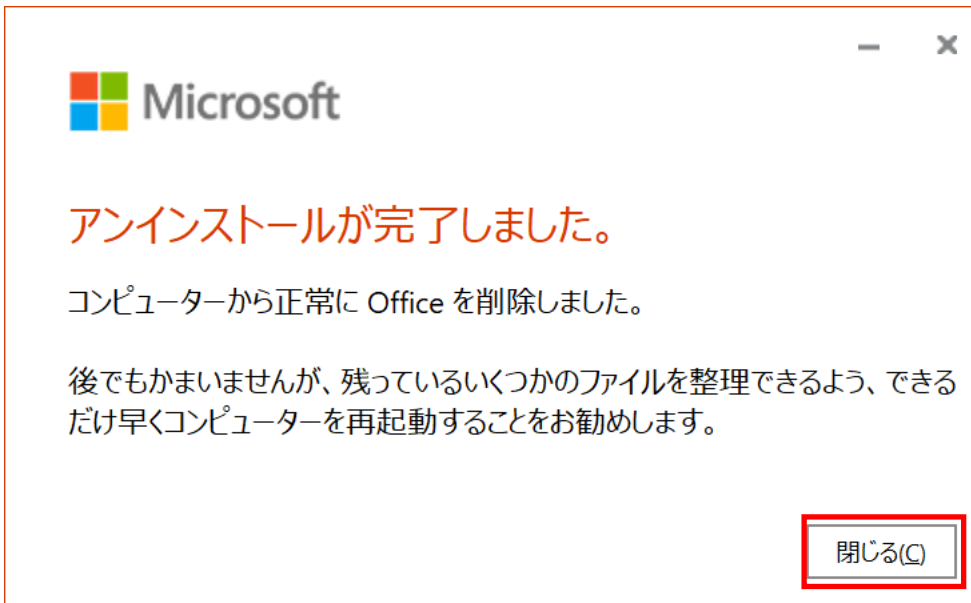 Microsoft
アンインストールが完了しました。
コンピューターから正常に Office を削除しました。
後でもかまいませんが、残っているいくつかのファイルを整理できるよう、できる
だけ早くコンピューターを再起動することをお勧めします。
閉じる(C)